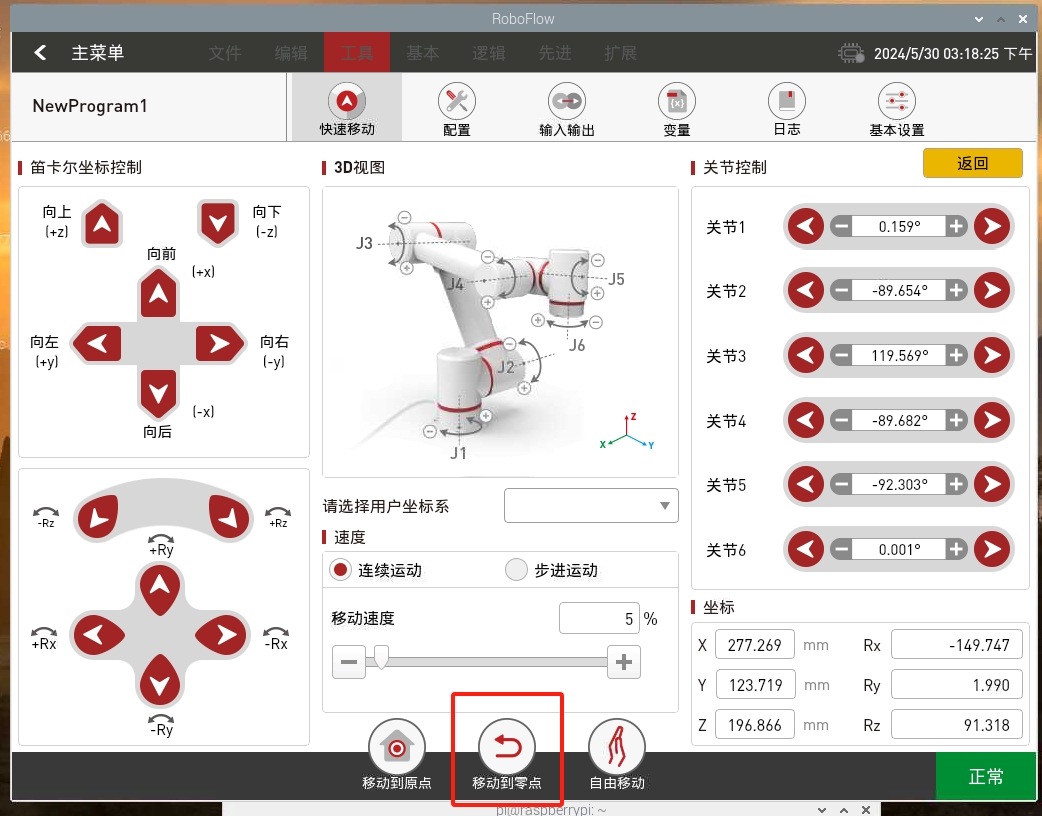 RoboFlow
主菜单 文件 编辑 工具 基本 逻辑 先进 扩展 2024/5/30 03:18:25 下午
NewProgram1
快速移动 配置 输入输出 变量 日志 基本设置
笛卡尔坐标控制
向上
(+z)
向下
(-z)
向前
(+x)
向左
(+y)
向右
(-y)
(-x)
向后
-Rz
+Rz
+Ry
+Rx
-Rx
-Ry
3D视图
J3
J4
J5
J6
J2
J1
Z
X
Y
请选择用户坐标系
速度
连续运动 步进运动
移动速度 5 %
关节控制 返回
关节1 0.159°
关节2 -89.654°
关节3 119.569°
关节4 -89.682°
关节5 -92.303°
关节6 0.001°
坐标
X 277.269 mm Rx -149.747
Y 123.719 mm Ry 1.990
Z 196.866 mm Rz 91.318
移动到原点 移动到零点 自由移动 正常
pi@raspberrypi: ~